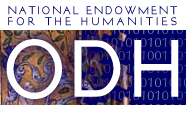 NATIONAL ENDOWMENT
FOR THE HUMANITIES
ODH